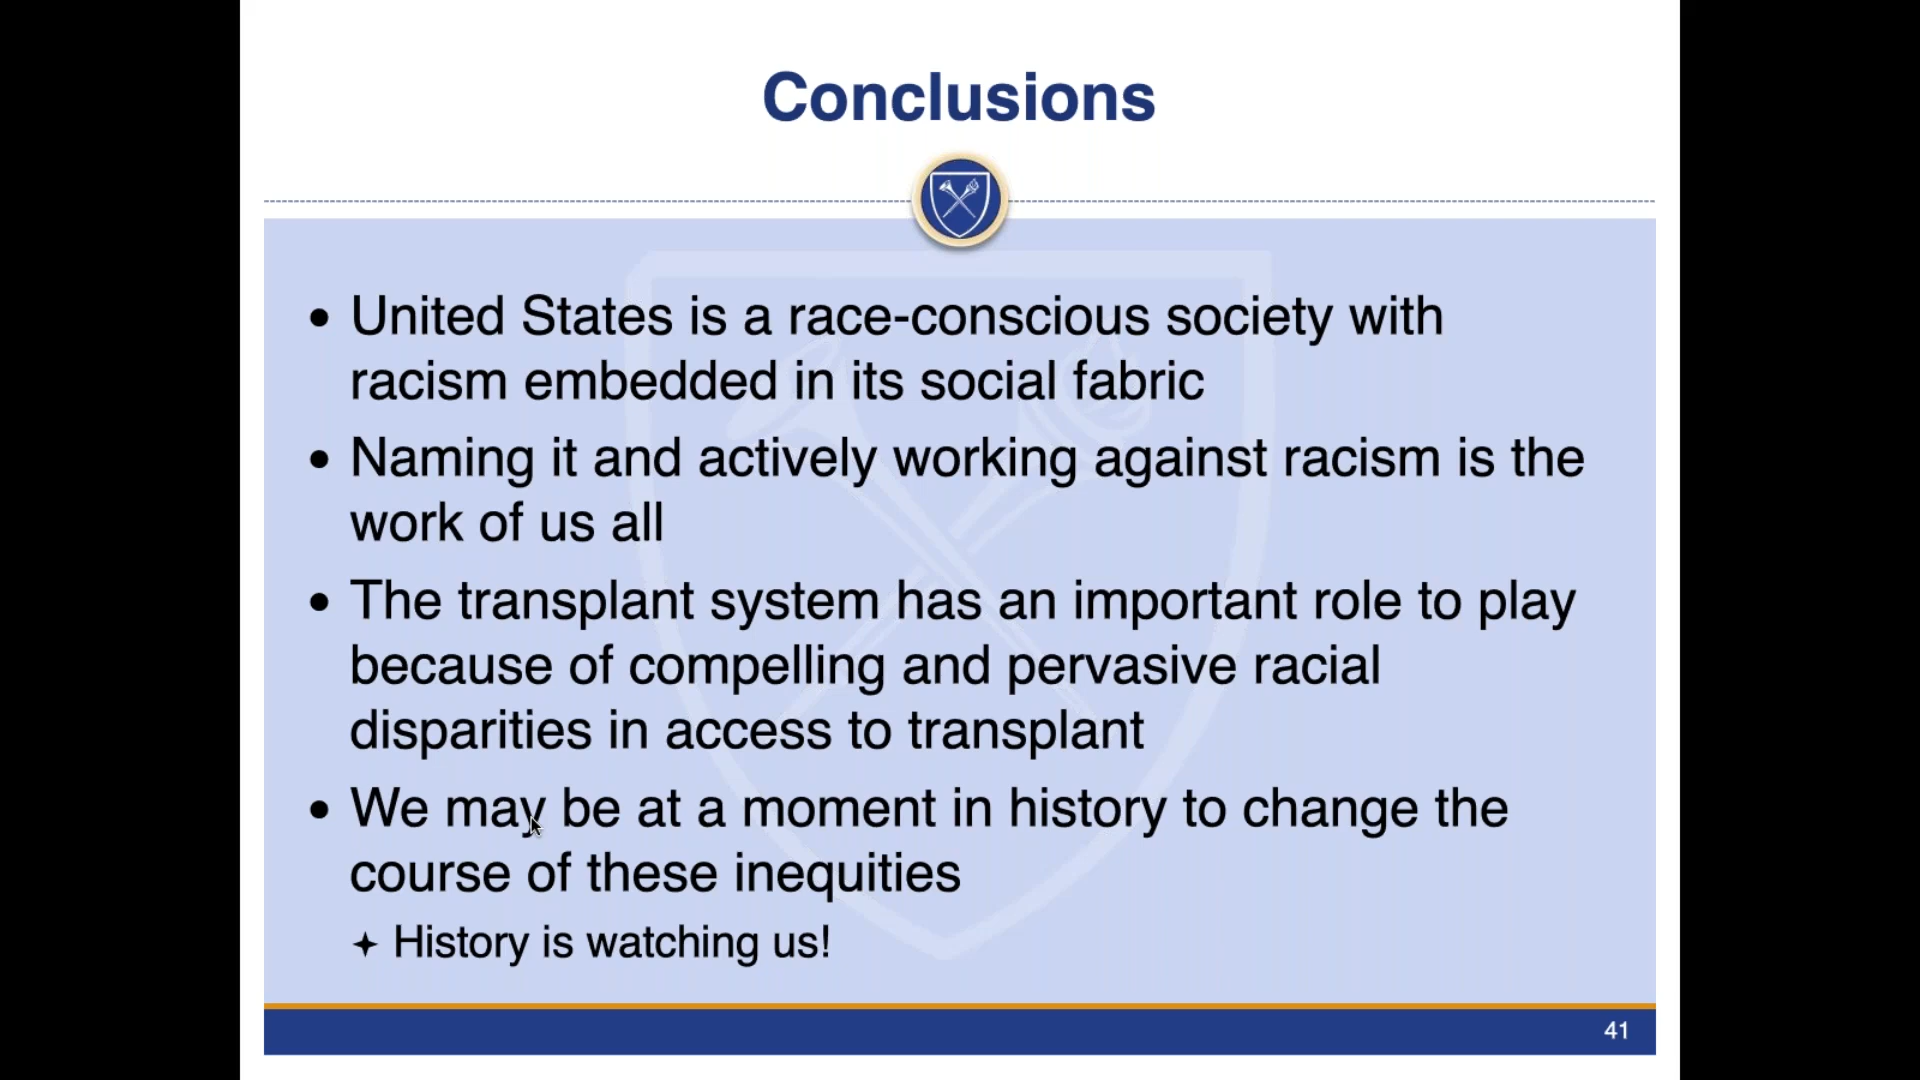 Conclusions
• United States is a race-conscious society with
racism embedded in its social fabric
• Naming it and actively working against racism is the
work of us all
• The transplant system has an important role to play
because of compelling and pervasive racial
disparities in access to transplant
• We may be at a moment in history to change the
course of these inequities
✦ History is watching us!
41